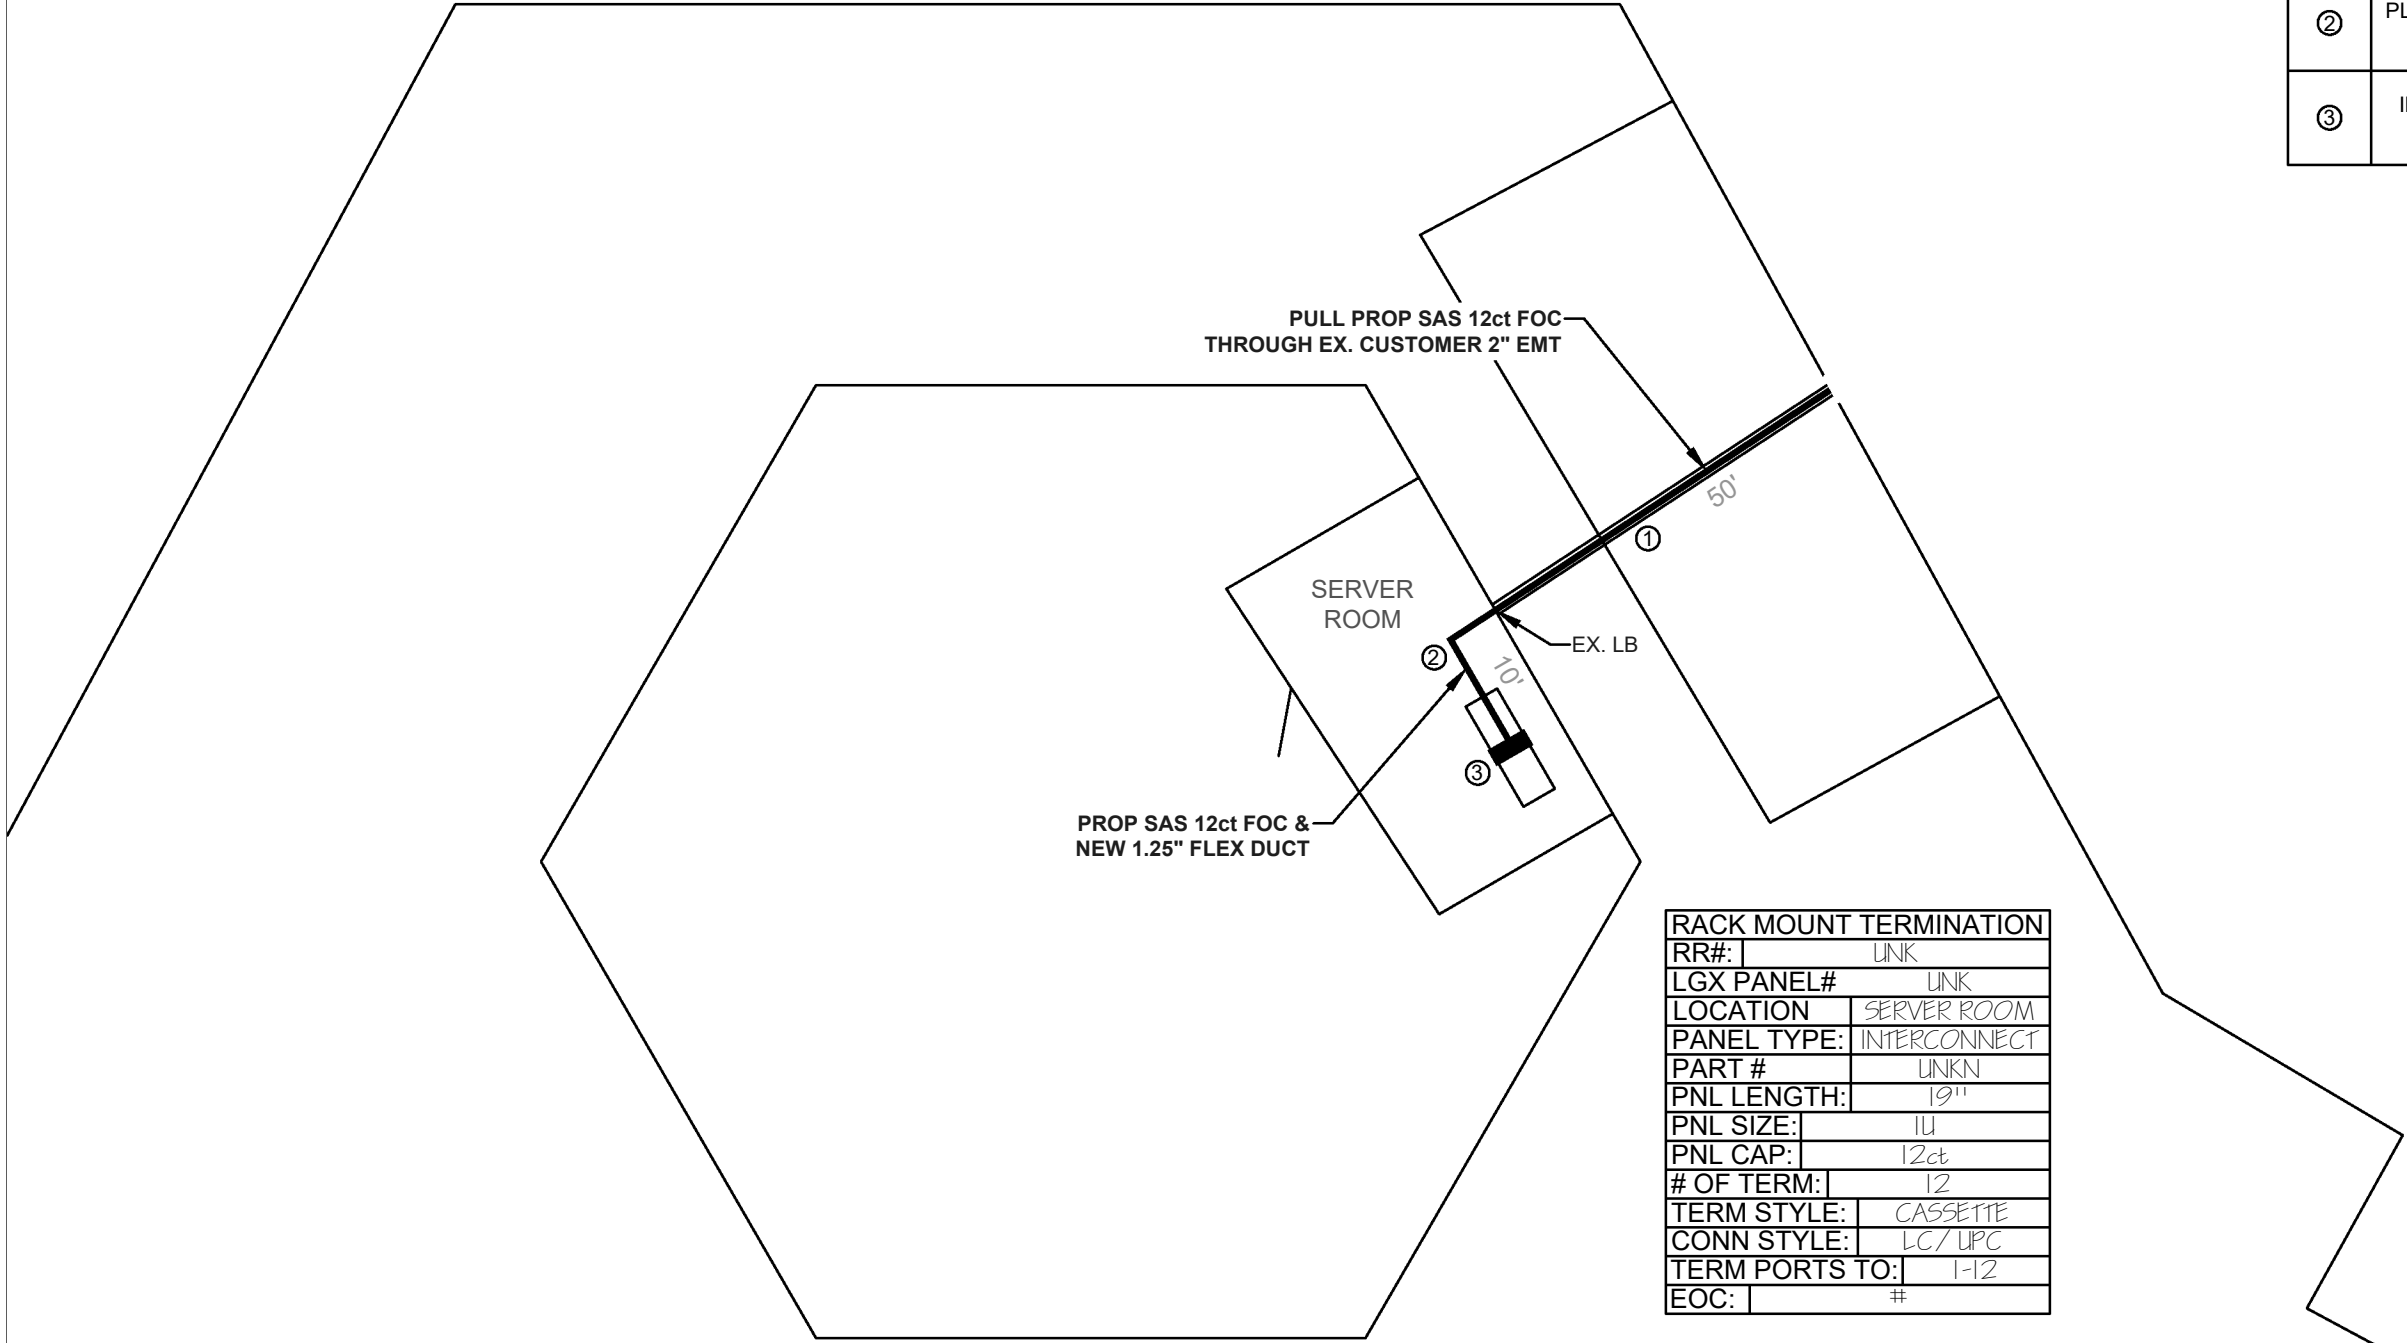 ②
PL
③
PULL PROP SAS 12ct FOC
THROUGH EX. CUSTOMER 2" EMT
50'
①
SERVER
ROOM
EX. LB
②
10'
③
PROP SAS 12ct FOC &
NEW 1.25" FLEX DUCT
RACK MOUNT TERMINATION
RR#: UNK
LGX PANEL# UNK
LOCATION SERVER ROOM
PANEL TYPE: INTERCONNECT
PART # UNKN
PNL LENGTH: 19"
PNL SIZE: 1U
PNL CAP: 12ct
# OF TERM: 12
TERM STYLE: CASSETTE
CONN STYLE: LC/UPC
TERM PORTS TO: 1-12
EOC: #